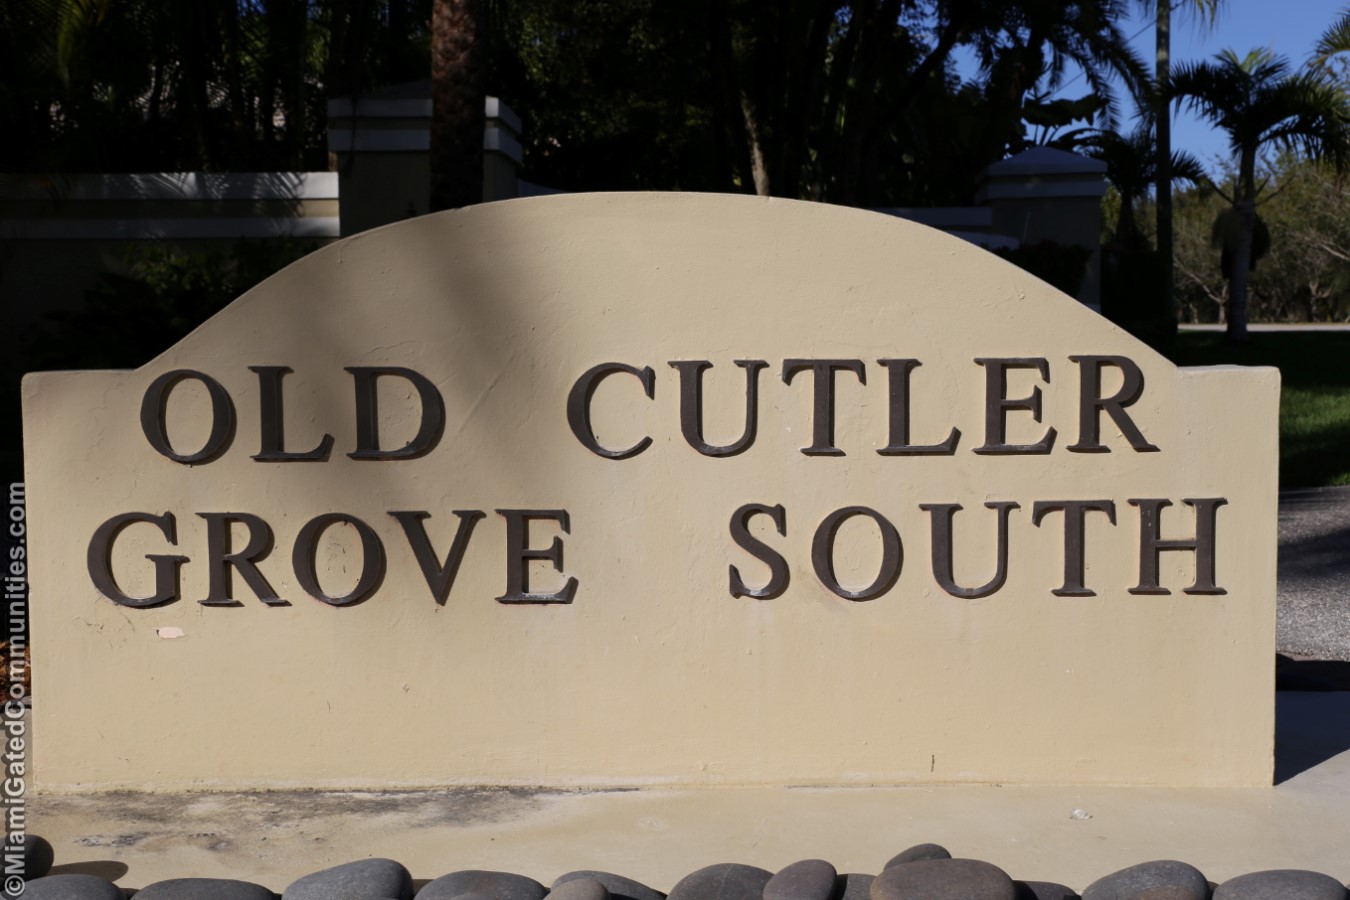 OLD CUTLER
GROVE SOUTH
©MiamiGatedCommunities.com